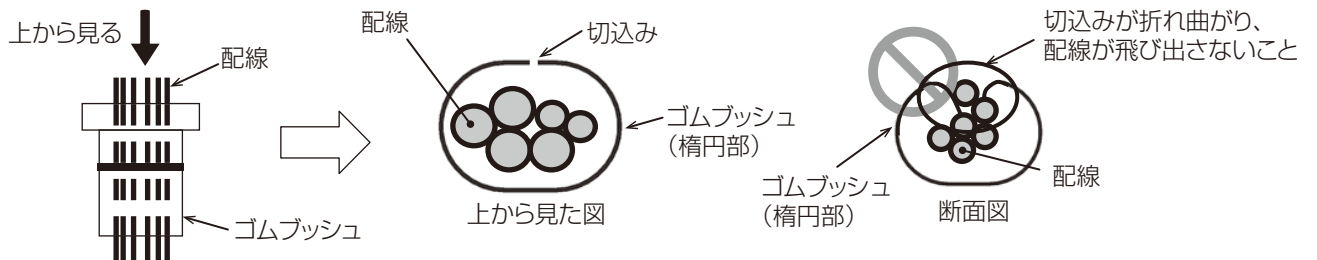 上から見る
配線
ゴムブッシュ
配線
切込み
ゴムブッシュ
（楕円部）
上から見た図
切込みが折れ曲がり、
配線が飛び出さないこと
ゴムブッシュ
（楕円部）
配線
断面図